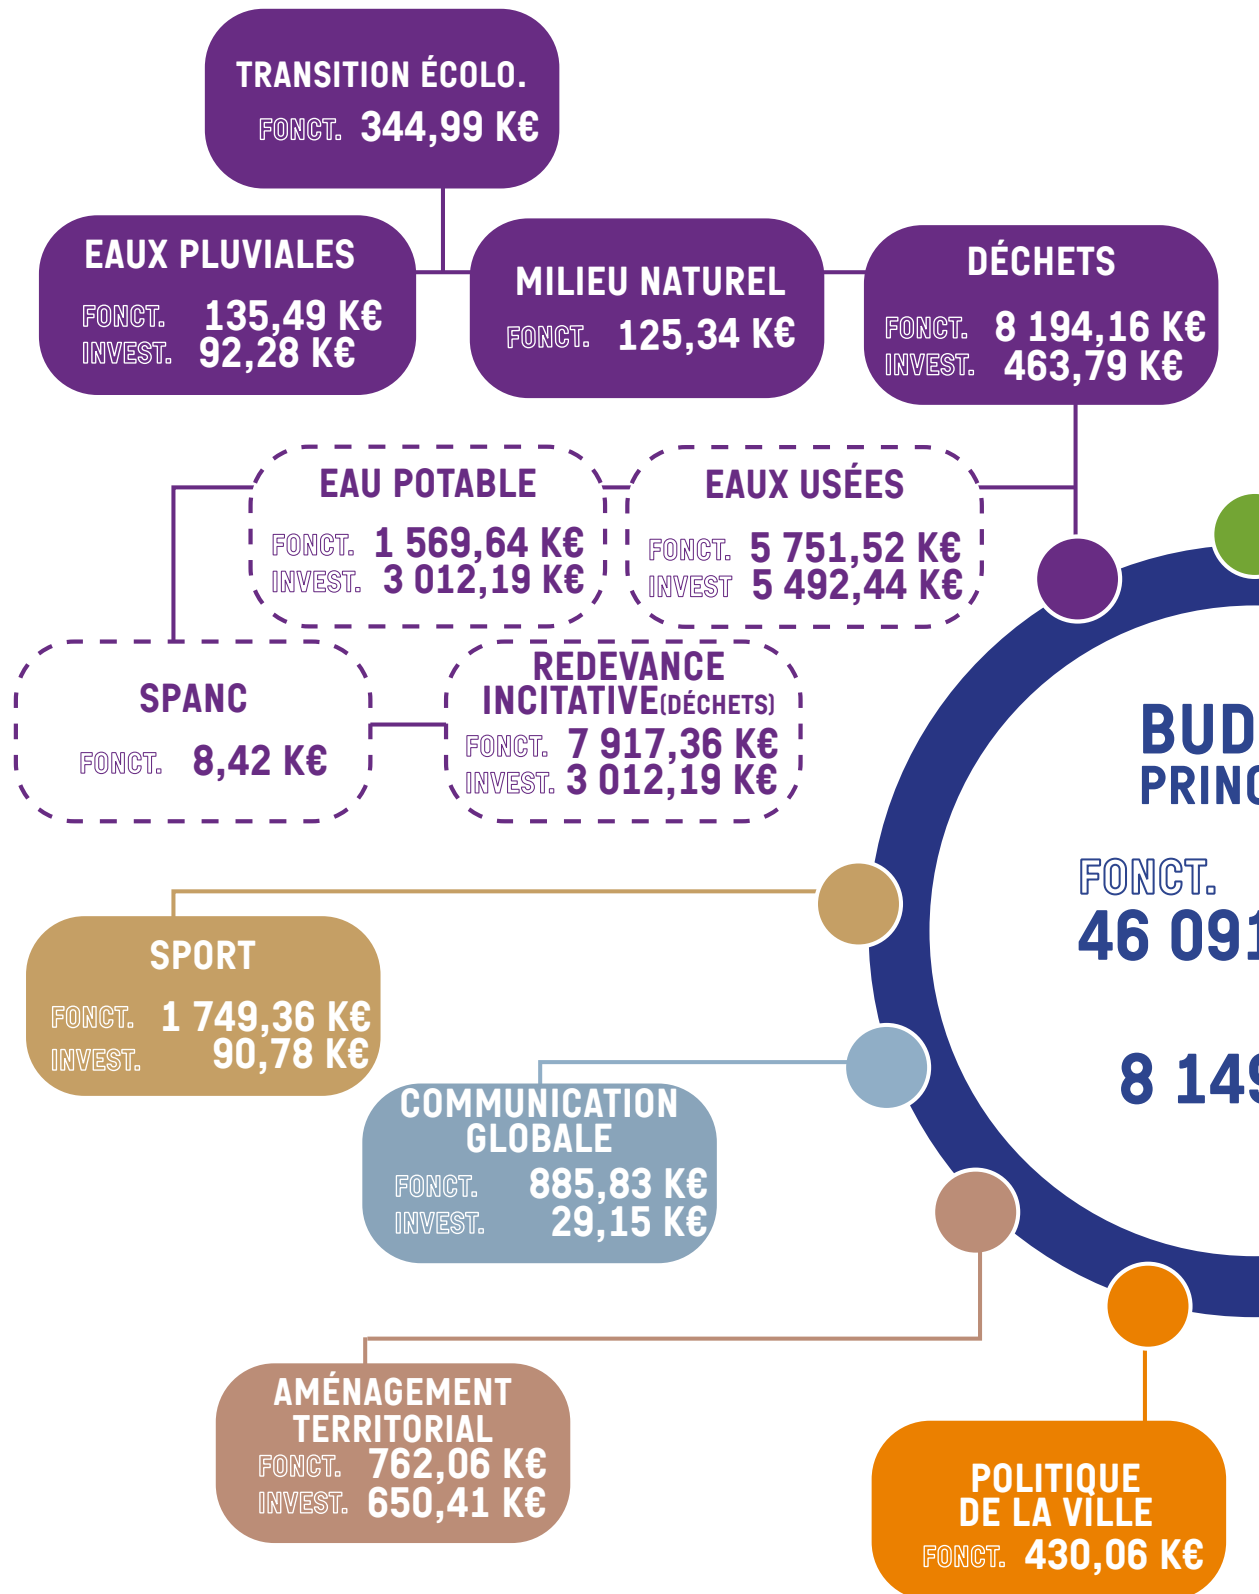 TRANSITION ÉCOLO.
FONCT. 344,99 K€
EAUX PLUVIALES
FONCT. 135,49 K€
INVEST. 92,28 K€
MILIEU NATUREL
FONCT. 125,34 K€
DÉCHETS
FONCT. 8 194,16 K€
INVEST. 463,79 K€
EAU POTABLE
FONCT. 1 569,64 K€
INVEST. 3 012,19 K€
EAUX USÉES
FONCT. 5 751,52 K€
INVEST 5 492,44 K€
SPANC
FONCT. 8,42 K€
REDEVANCE
INCITATIVE(DÉCHETS)
FONCT. 7 917,36 K€
INVEST. 3 012,19 K€
BUD
PRINC
FONCT.
46 091
8 149
SPORT
FONCT. 1 749,36 K€
INVEST. 90,78 K€
COMMUNICATION
GLOBALE
FONCT. 885,83 K€
INVEST. 29,15 K€
AMÉNAGEMENT
TERRITORIAL
FONCT. 762,06 K€
INVEST. 650,41 K€
POLITIQUE
DE LA VILLE
FONCT. 430,06 K€